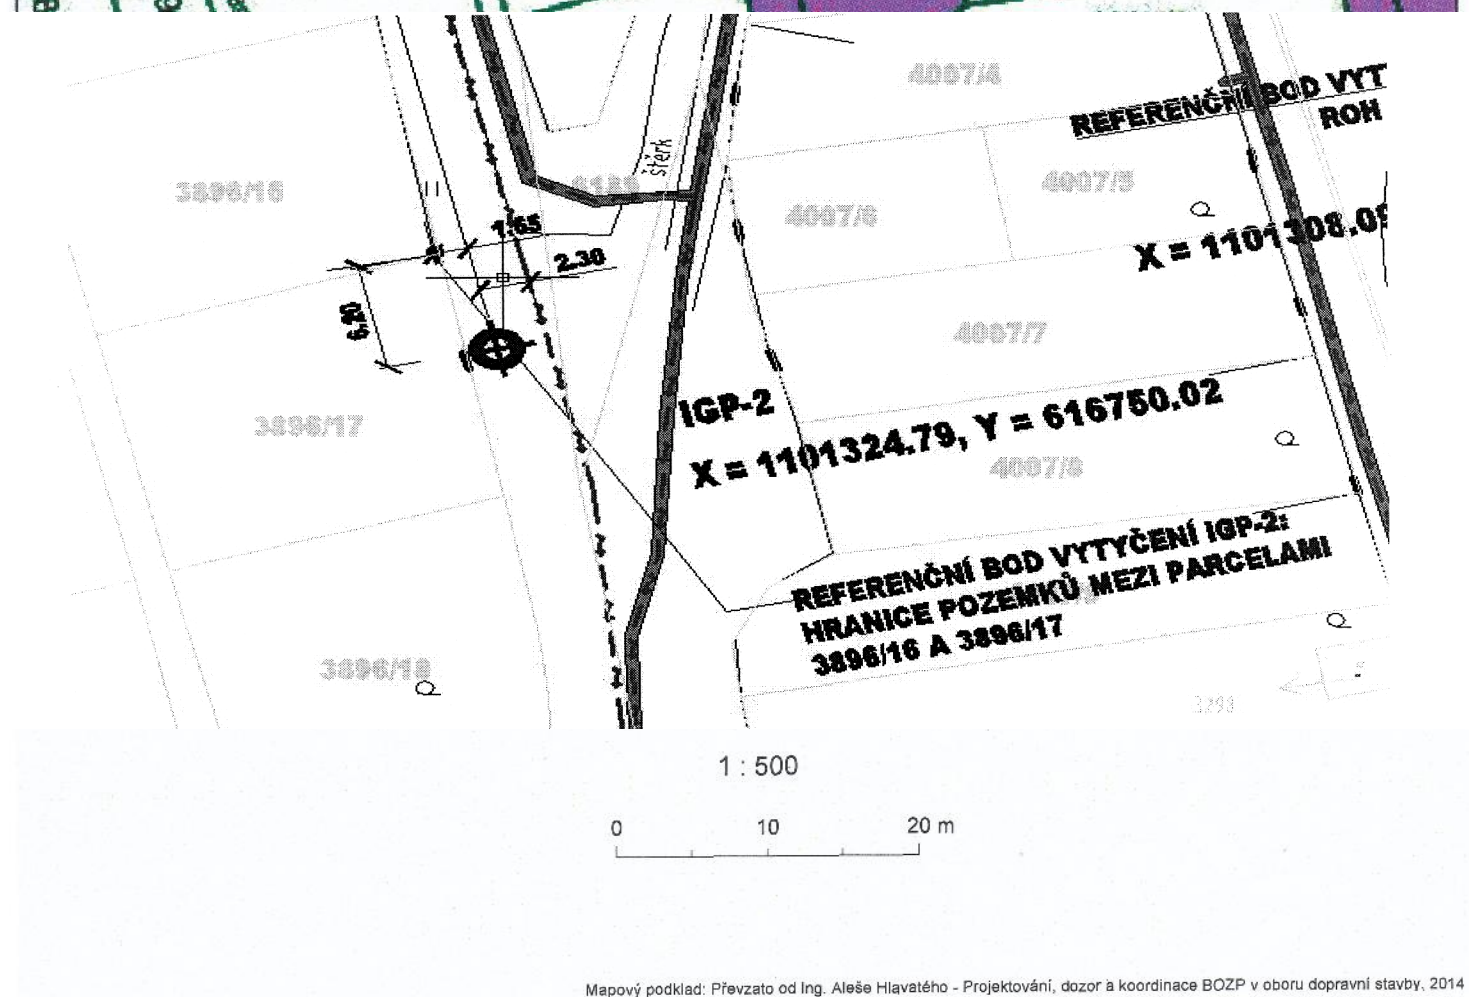 4007/4
REFERENČNÍ BOD VYT
ROH
štěrk
3896/16
4007/5
4007/6
1.65
X = 1101308.09
2.30
6.20
4007/7
IGP-2
3896/17
X = 1101324.79, Y = 616750.02
4007/8
REFERENČNÍ BOD VYTYČENÍ IGP-2:
HRANICE POZEMKŮ MEZI PARCELAMI
3896/16 A 3896/17
3896/18
3293
1 : 500
0 10 20 m
Mapový podklad: Převzato od Ing. Aleše Hlavatého - Projektování, dozor a koordinace BOZP v oboru dopravní stavby, 2014